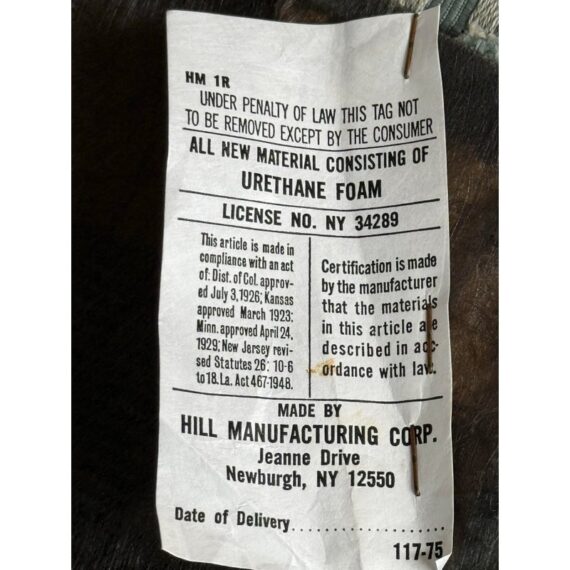 HM 1R
UNDER PENALTY OF LAW THIS TAG NOT
TO BE REMOVED EXCEPT BY THE CONSUMER
ALL NEW MATERIAL CONSISTING OF
URETHANE FOAM
LICENSE NO. NY 34289
This article is made in
compliance with an act
of: Dist. of Col. approv-
ed July 3, 1926; Kansas
approved March 1923;
Minn. approved April 24,
1929; New Jersey revi-
sed Statutes 26: 10-6
to 18. La. Act 467-1948.
Certification is made
by the manufacturer
that the materials
in this article are
described in acc-
ordance with law.
MADE BY
HILL MANUFACTURING CORP.
Jeanne Drive
Newburgh, NY 12550
Date of Delivery....................
117-75